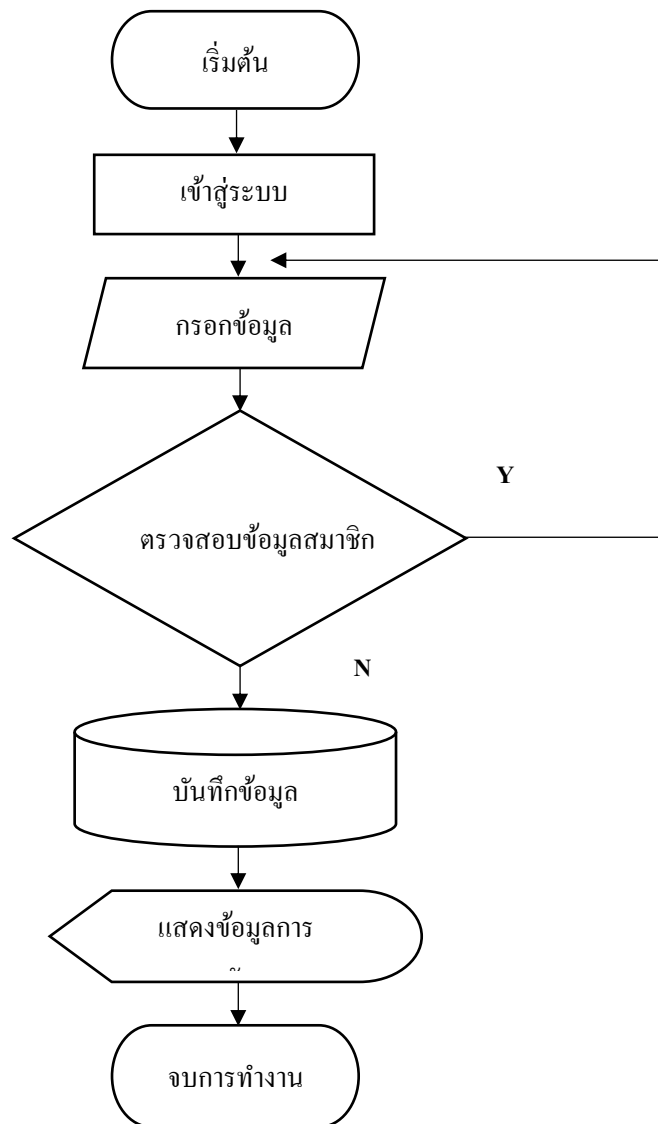 เริ่มต้น
เข้าสู่ระบบ
กรอกข้อมูล
ตรวจสอบข้อมูลสมาชิก
Y
N
บันทึกข้อมูล
แสดงข้อมูลการ
จบการทำงาน